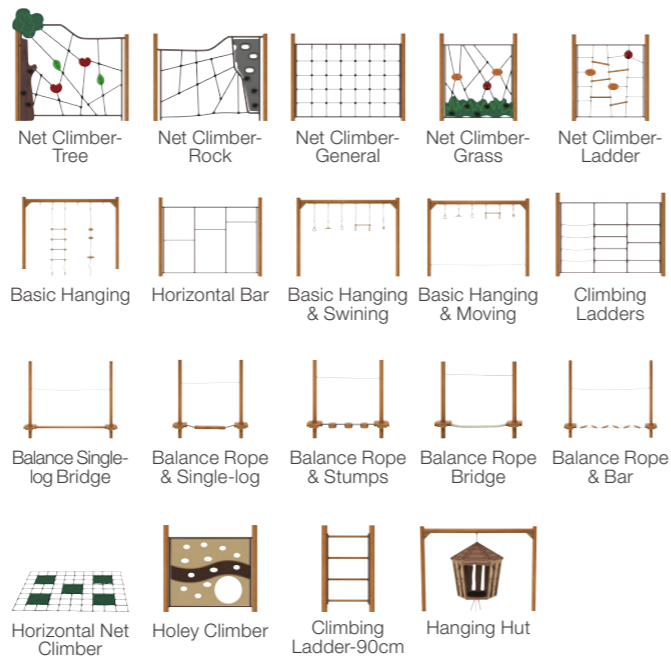 Net Climber-
Tree
Net Climber-
Rock
Net Climber-
General
Net Climber-
Grass
Net Climber-
Ladder
Basic Hanging
Horizontal Bar
Basic Hanging
& Swining
Basic Hanging
& Moving
Climbing
Ladders
Balance Single-
log Bridge
Balance Rope
& Single-log
Balance Rope
& Stumps
Balance Rope
Bridge
Balance Rope
& Bar
Horizontal Net
Climber
Holey Climber
Climbing
Ladder-90cm
Hanging Hut